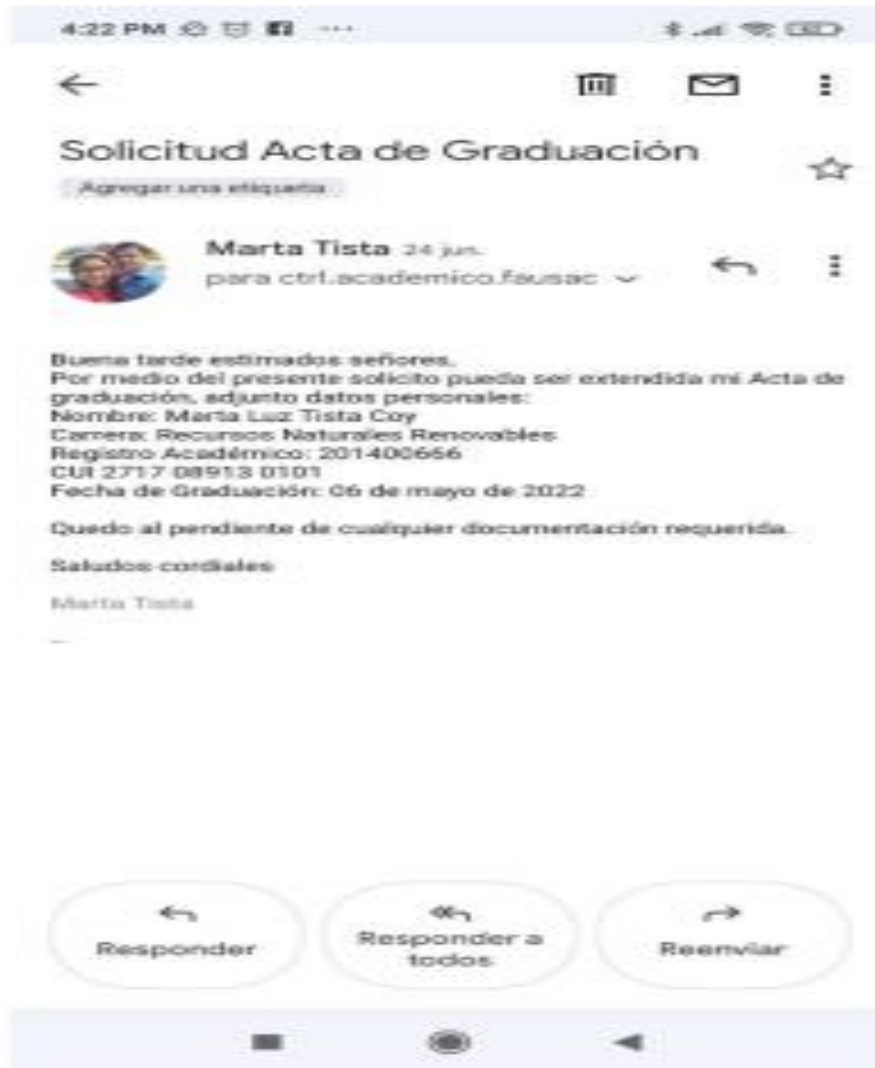 4:22 PM
Solicitud Acta de Graduación
Agregar una etiqueta
Marta Tista 24 jun.
para ctrl.academico.fausac
Buena tarde estimados señores.
Por medio del presente solicito pueda ser extendida mi Acta de
graduación, adjunto datos personales:
Nombre: Marta Luz Tista Coy
Carrera: Recursos Naturales Renovables
Registro Académico: 201400666
CUI 2717 08913 0101
Fecha de Graduación: 06 de mayo de 2022
Quedo al pendiente de cualquier documentación requerida.
Saludos cordiales
Marta Tista
Responder
Responder a
todos
Reenviar